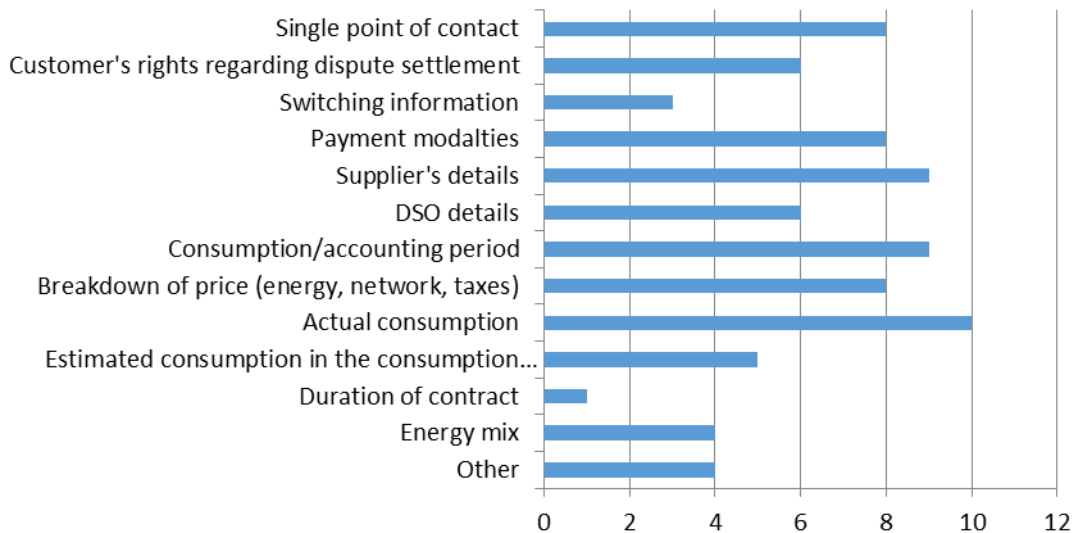 Single point of contact
Customer's rights regarding dispute settlement
Switching information
Payment modalties
Supplier's details
DSO details
Consumption/accounting period
Breakdown of price (energy, network, taxes)
Actual consumption
Estimated consumption in the consumption...
Duration of contract
Energy mix
Other
0 2 4 6 8 10 12